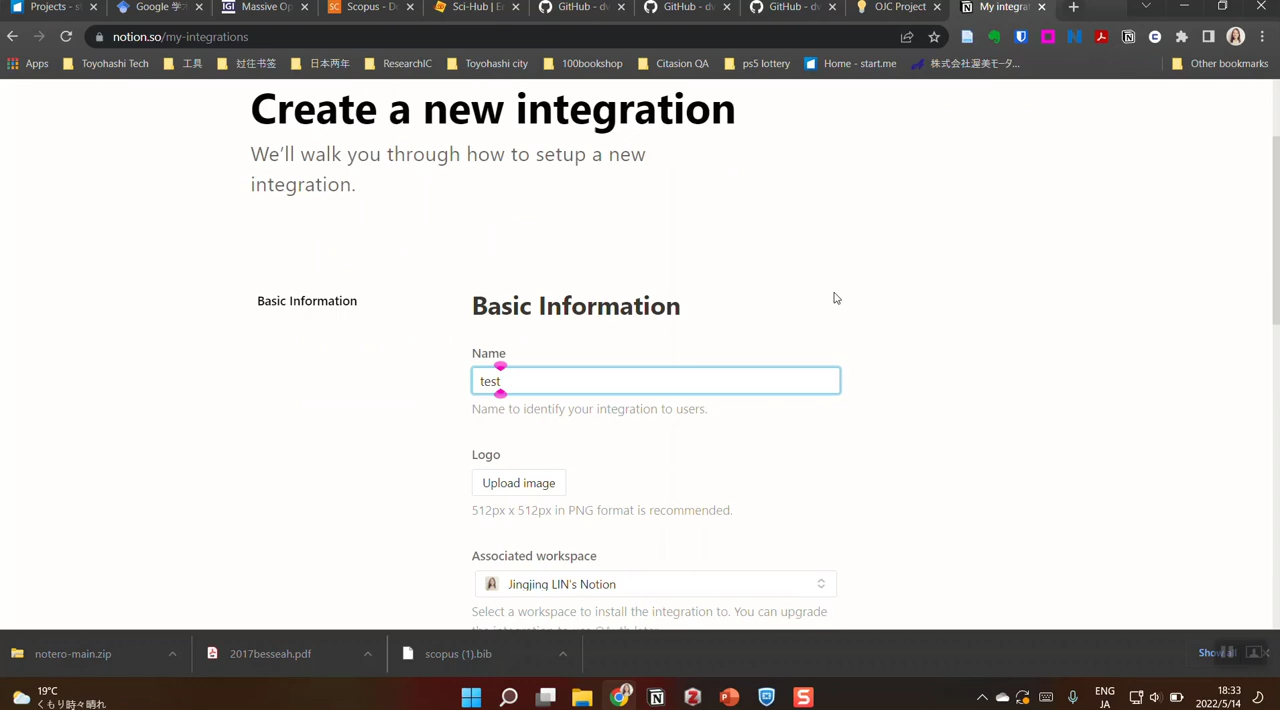 Projects - st
Google 学
Massive Op
Scopus - Do
Sci-Hub | E
GitHub - dv
GitHub - dv
GitHub - dv
OJC Project
My integrat
notion.so/my-integrations
Apps
Toyohashi Tech
工具
过往书签
日本两年
ResearchIC
Toyohashi city
100bookshop
Citasion QA
ps5 lottery
Home - start.me
株式会社渥美モータ...
Other bookmarks
Create a new integration
We'll walk you through how to setup a new
integration.
Basic Information
Basic Information
Name
test
Name to identify your integration to users.
Logo
Upload image
512px x 512px in PNG format is recommended.
Associated workspace
Jingjing LIN's Notion
Select a workspace to install the integration to. You can upgrade
notero-main.zip
2017besseah.pdf
scopus (1).bib
19°C
くもり時々晴れ
ENG
JA
18:33
2022/5/14